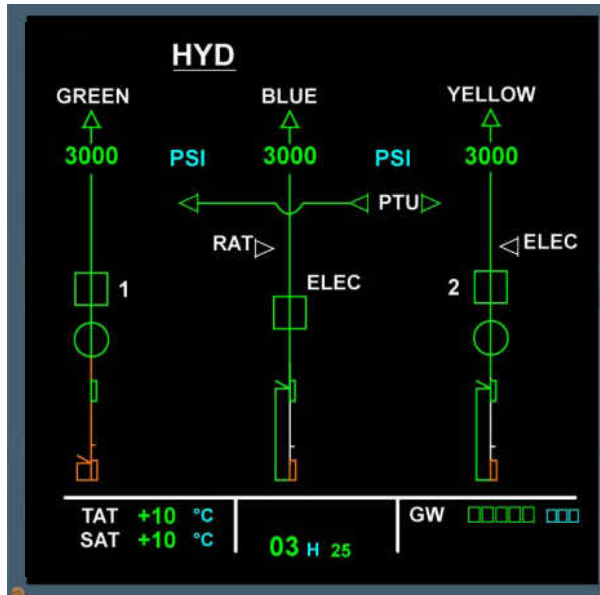 HYD
GREEN BLUE YELLOW
3000 PSI 3000 PSI 3000
PTU
RAT ELEC
1 ELEC 2
TAT +10 °C GW
SAT +10 °C
03 H 25